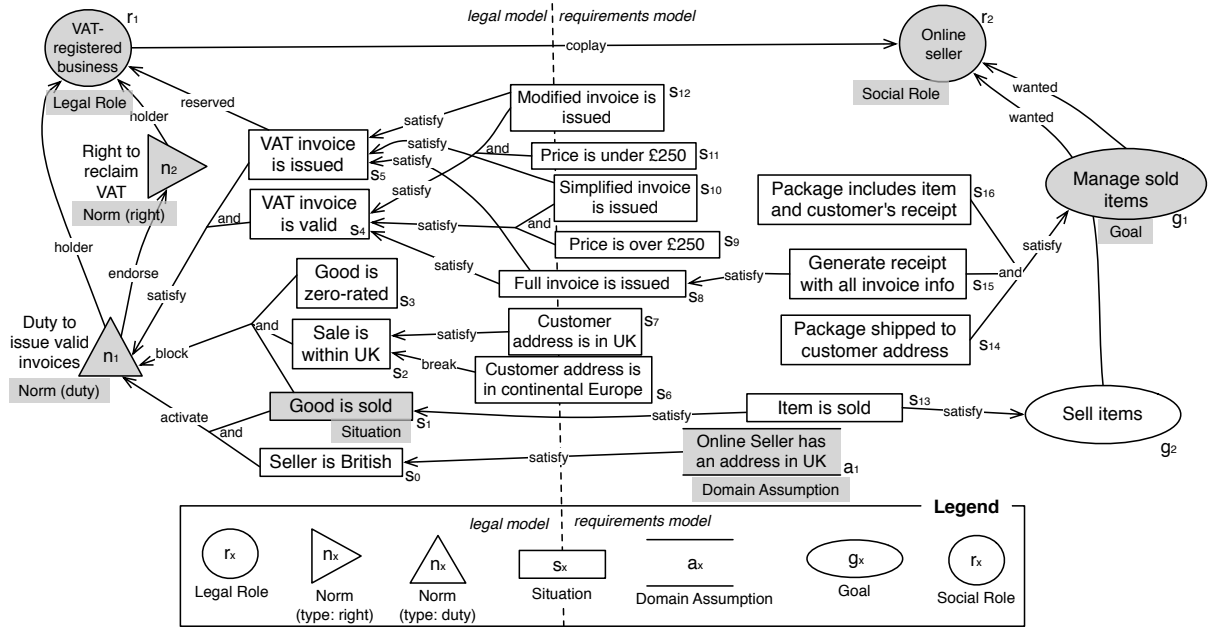 legal model
requirements model
r1
VAT-
registered
business
Legal Role
coplay
r2
Online
seller
Social Role
reserved
holder
wanted
wanted
Right to
reclaim
VAT
n2
Norm (right)
VAT invoice
is issued
s5
and
VAT invoice
is valid
s4
satisfy
satisfy
satisfy
and
satisfy
satisfy
and
satisfy
Modified invoice is
issued
s12
Price is under £250
s11
Simplified invoice
is issued
s10
Price is over £250
s9
Full invoice is issued
s8
satisfy
Package includes item
and customer's receipt
s16
Generate receipt
with all invoice info
s15
and
satisfy
Package shipped to
customer address
s14
Manage sold
items
g1
Goal
holder
endorse
satisfy
Duty to
issue valid
invoices
n1
Norm (duty)
block
and
Good is
zero-rated
s3
Sale is
within UK
s2
satisfy
break
Customer
address is in UK
s7
Customer address is
in continental Europe
s6
activate
and
Good is sold
s1
Situation
satisfy
Item is sold
s13
satisfy
Sell items
g2
Seller is British
s0
satisfy
Online Seller has
an address in UK
a1
Domain Assumption
Legend
legal model
requirements model
rx
Legal Role
nx
Norm
(type: right)
nx
Norm
(type: duty)
sx
Situation
ax
Domain Assumption
gx
Goal
rx
Social Role